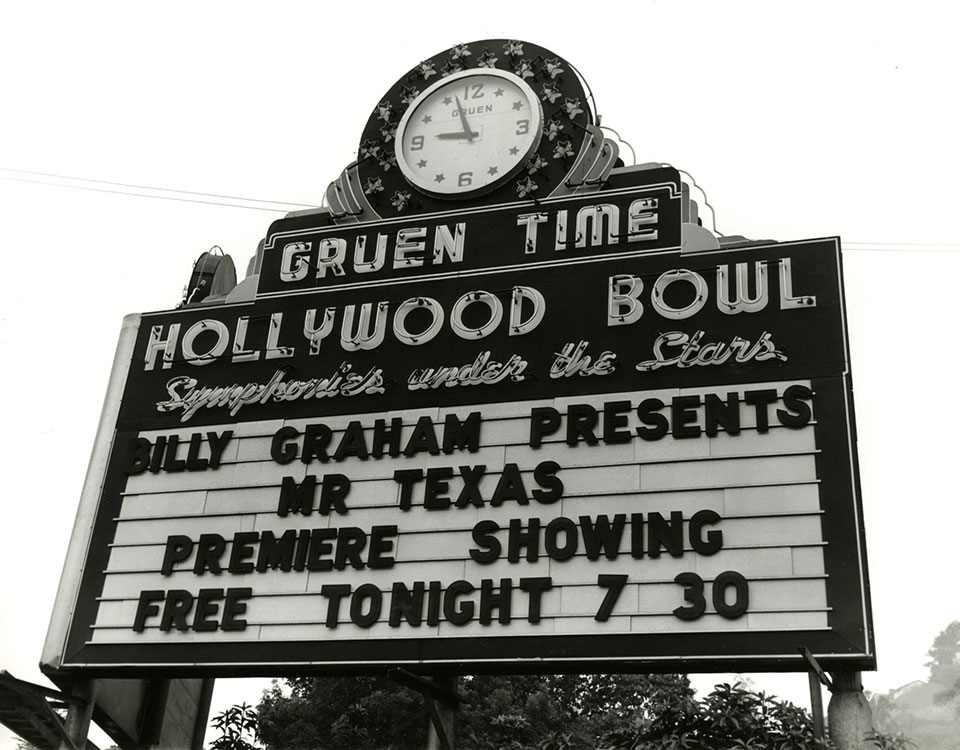 12
GRUEN
9 3
6
GRUEN TIME
HOLLYWOOD BOWL
Symphonies under the Stars
BILLY GRAHAM PRESENTS
MR TEXAS
PREMIERE SHOWING
FREE TONIGHT 7 30